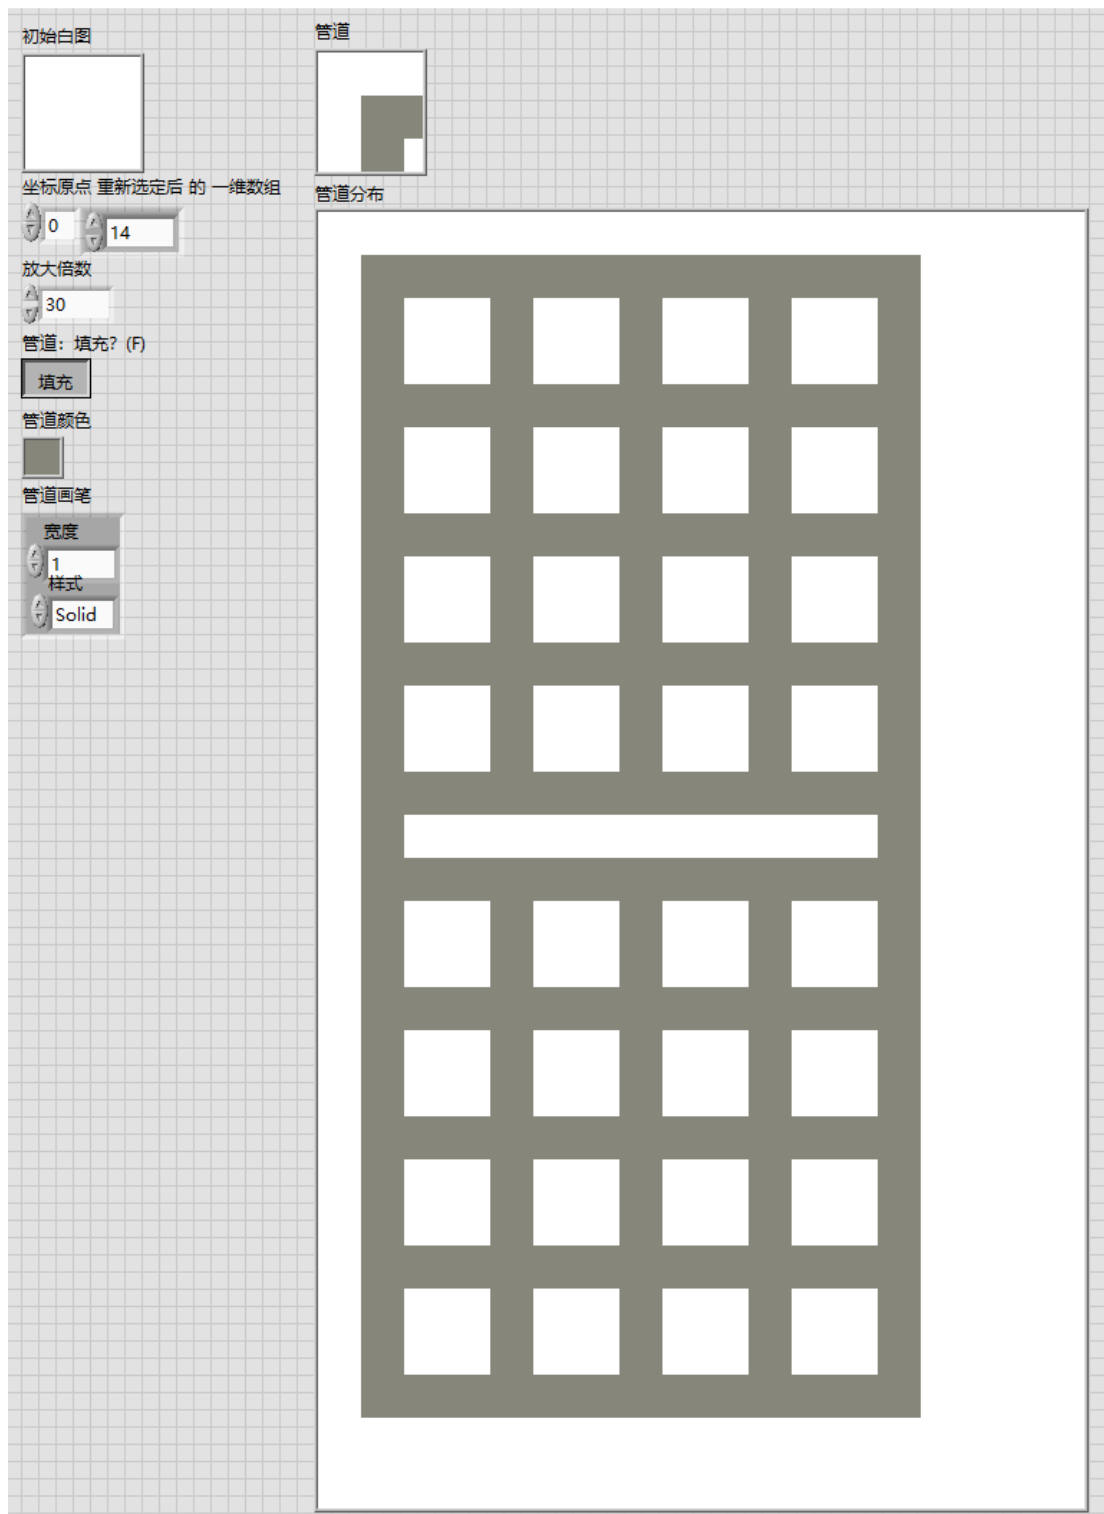 初始白图
管道
坐标原点 重新选定后 的 一维数组
管道分布
0
14
放大倍数
30
管道：填充？(F)
填充
管道颜色
管道画笔
宽度
1
样式
Solid